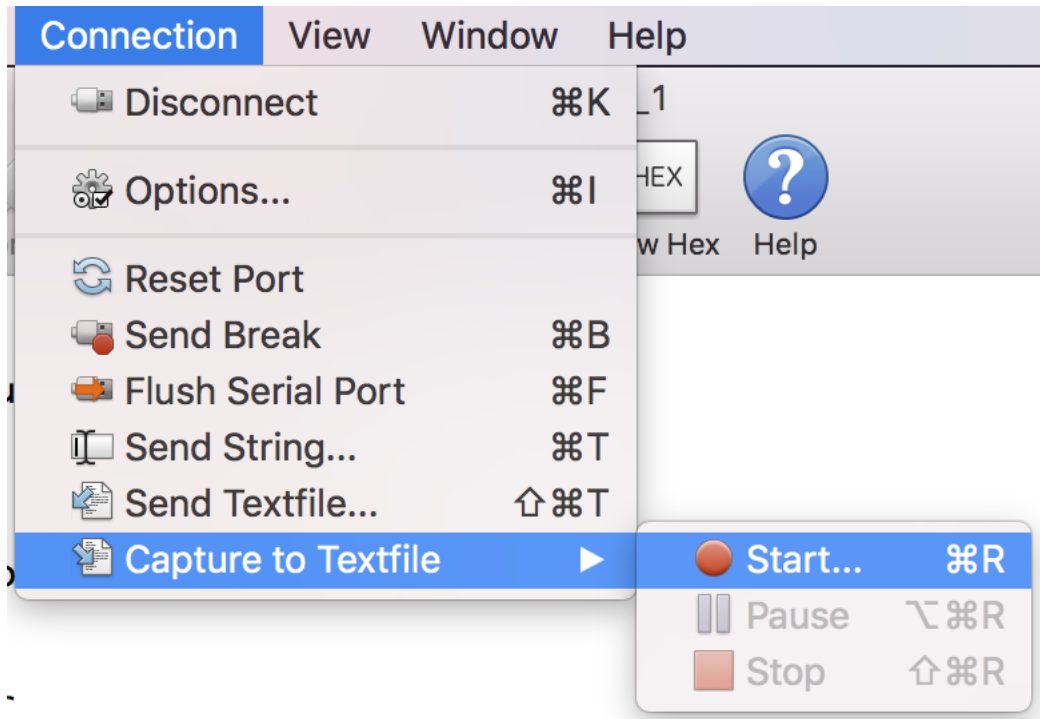 Connection View Window Help
Disconnect ⌘K
_1
Options... ⌘I
HEX
w Hex Help
Reset Port
Send Break ⌘B
Flush Serial Port ⌘F
Send String... ⌘T
Send Textfile... ⇧⌘T
Capture to Textfile ▶
Start... ⌘R
Pause ⌥⌘R
Stop ⇧⌘R